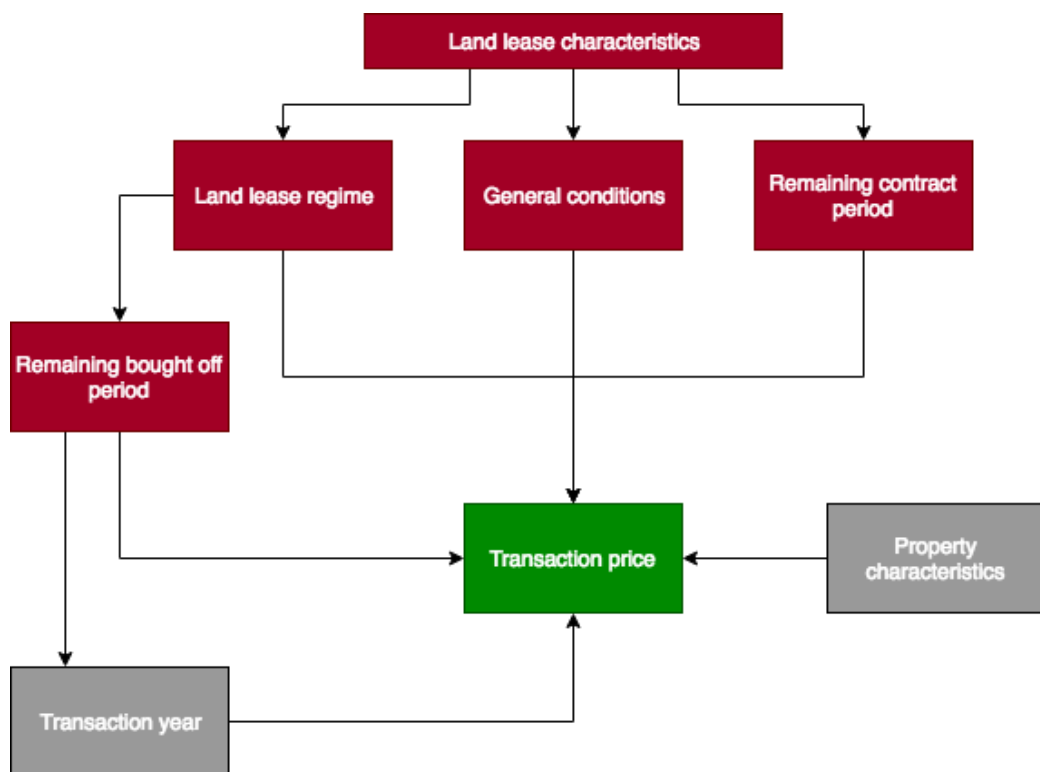 Land lease characteristics
Land lease regime
General conditions
Remaining contract
period
Remaining bought off
period
Transaction price
Property
characteristics
Transaction year